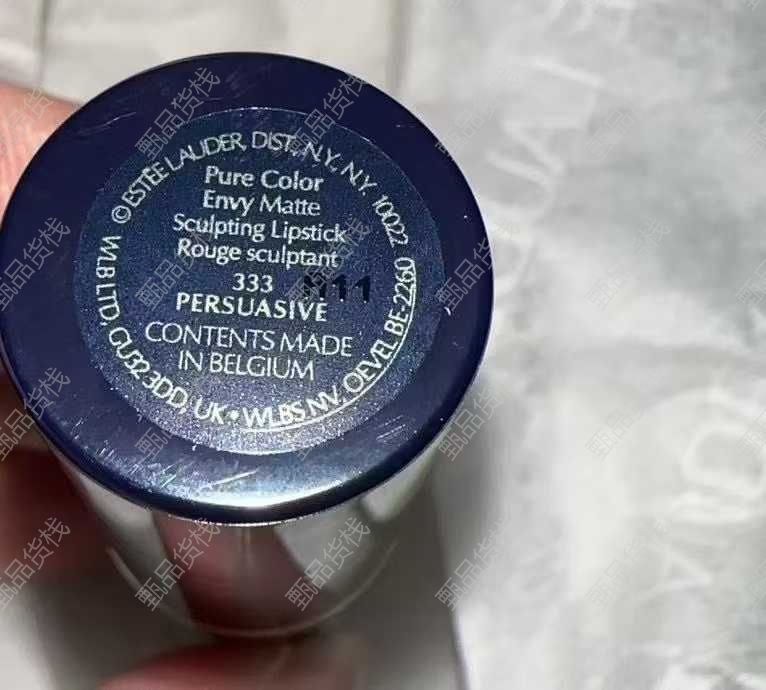 © ESTĒE LAUDER, DIST., N.Y., N.Y. 10022
Pure Color
Envy Matte
Sculpting Lipstick
Rouge sculptant
333
PERSUASIVE
CONTENTS MADE
IN BELGIUM
WLB LTD, GU32 3DD, UK • WLBS NV, OEVEL BE-2260
甄品货栈